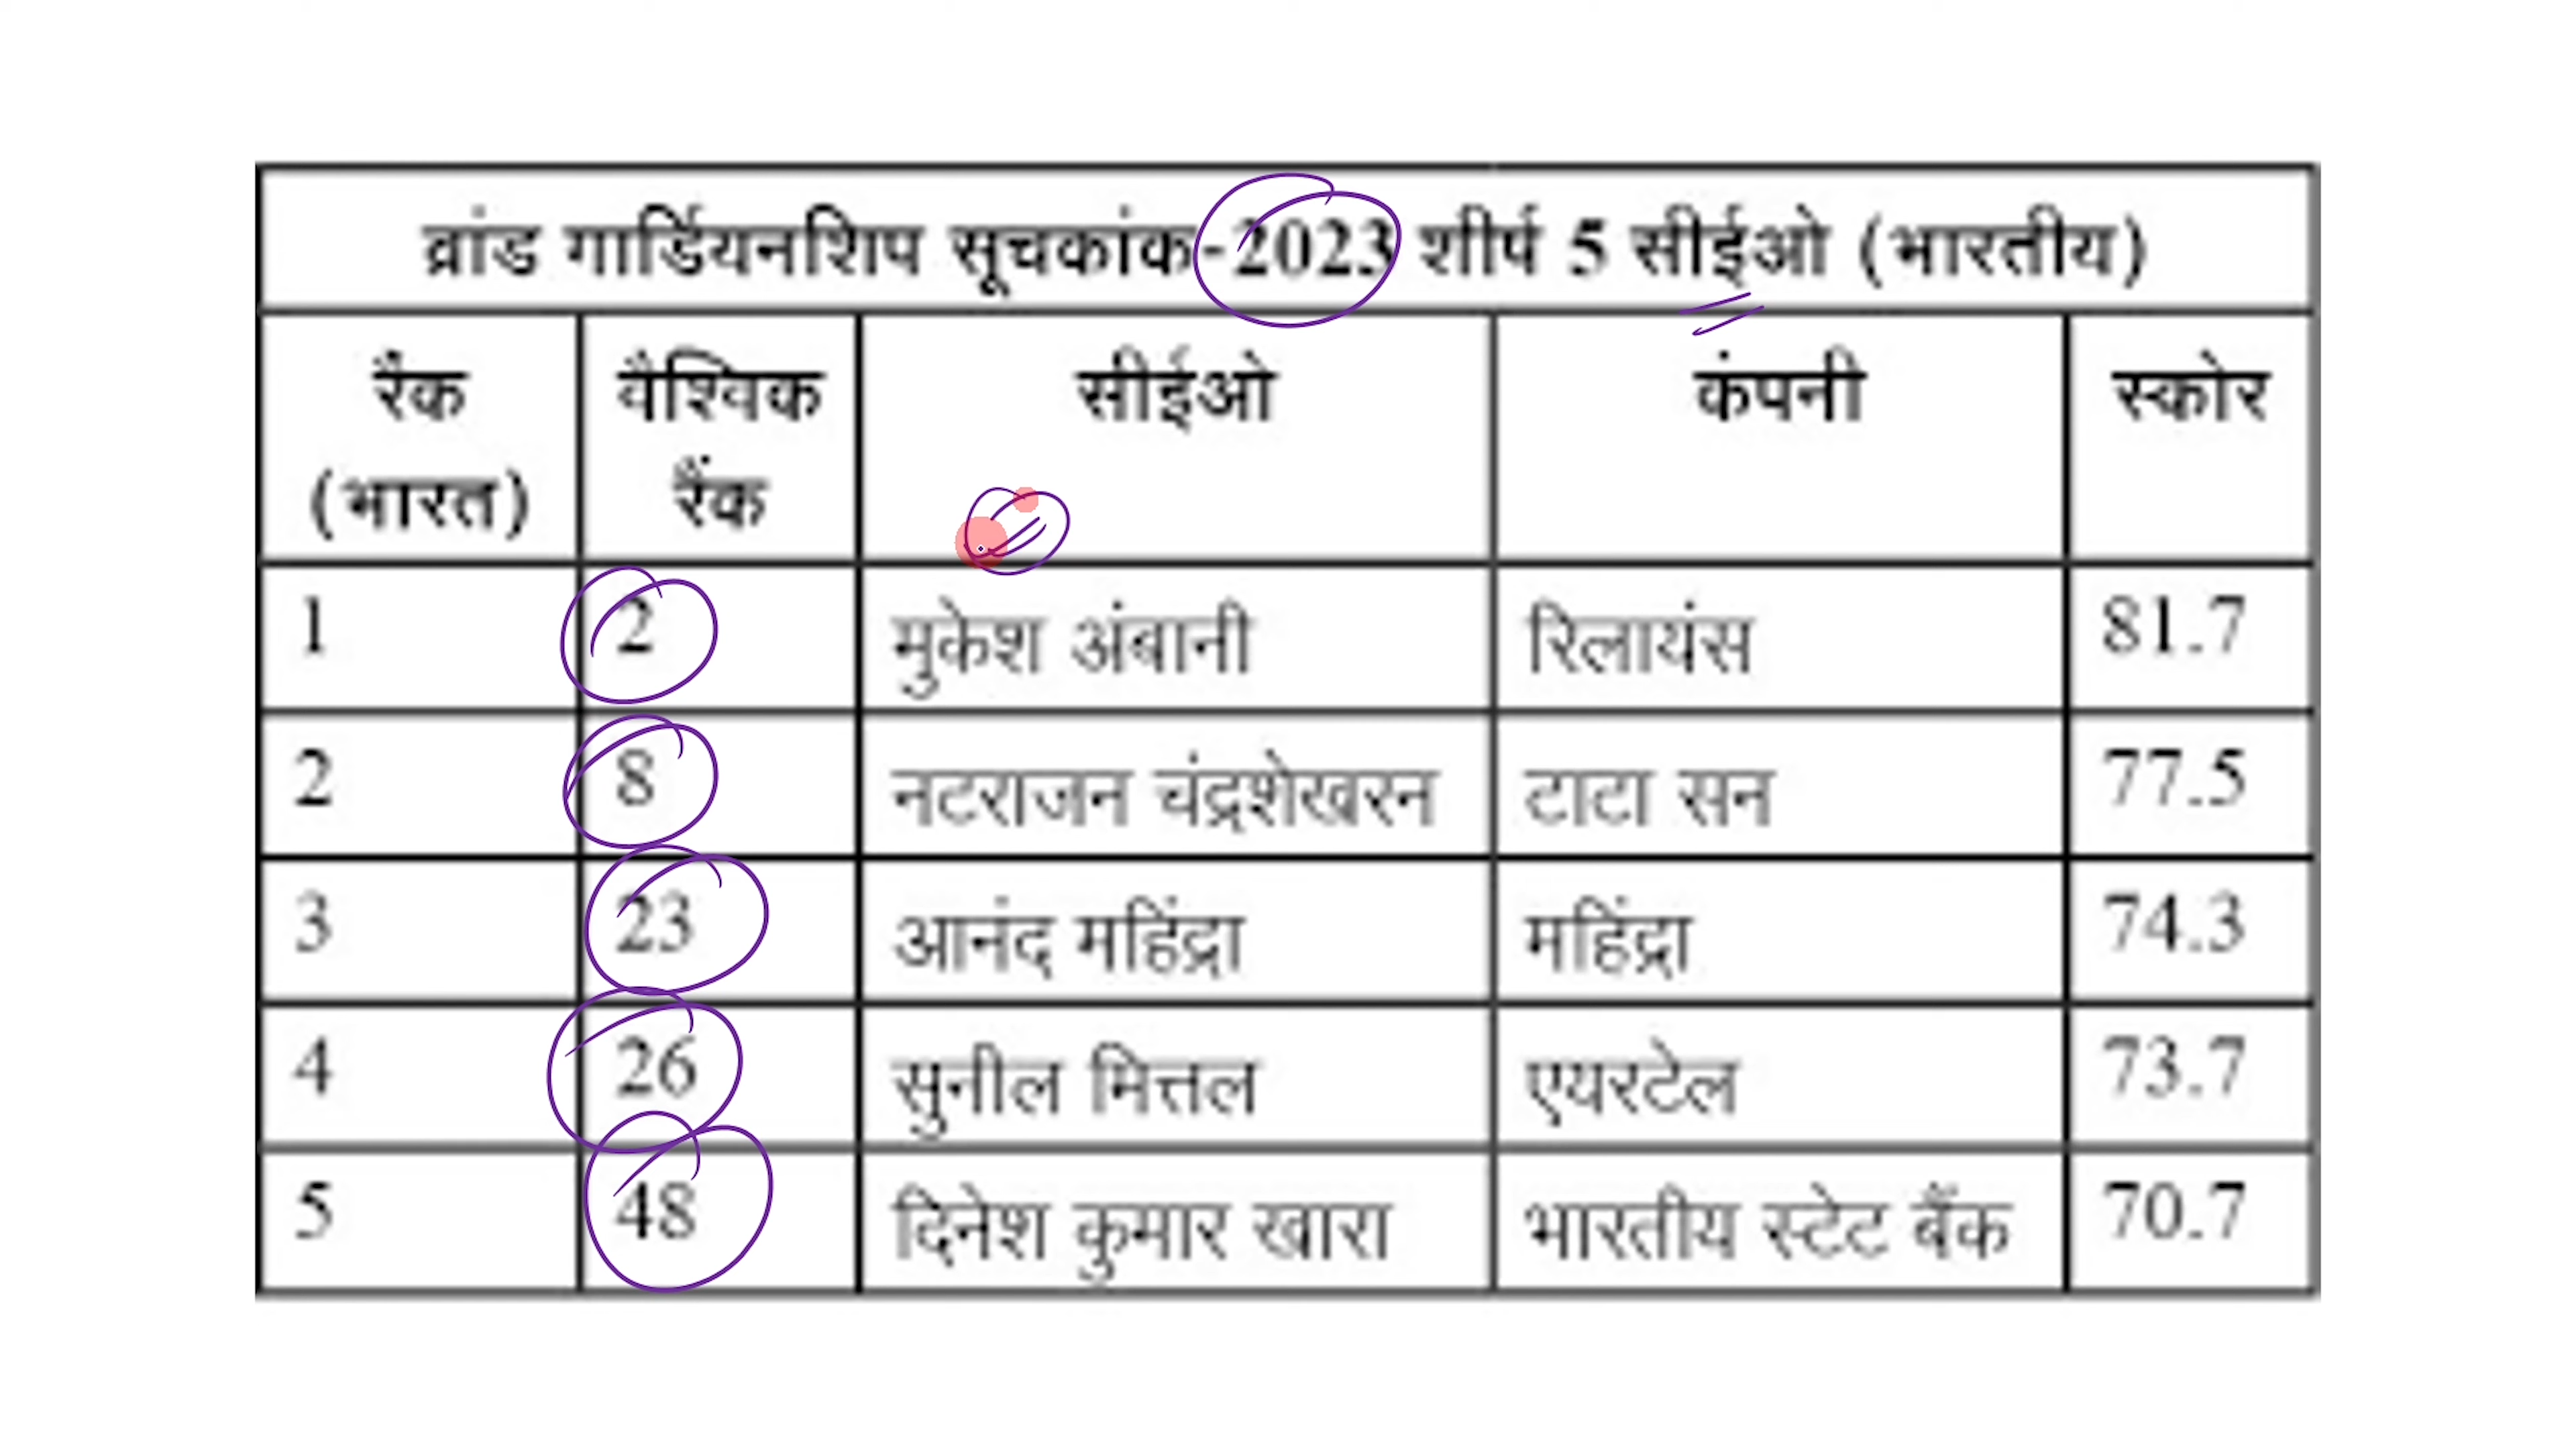 ब्रांड गार्डियनशिप सूचकांक-2023 शीर्ष 5 सीईओ (भारतीय)
रैंक (भारत) वैश्विक रैंक सीईओ कंपनी स्कोर
1 2 मुकेश अंबानी रिलायंस 81.7
2 8 नटराजन चंद्रशेखरन टाटा सन 77.5
3 23 आनंद महिंद्रा महिंद्रा 74.3
4 26 सुनील मित्तल एयरटेल 73.7
5 48 दिनेश कुमार खारा भारतीय स्टेट बैंक 70.7